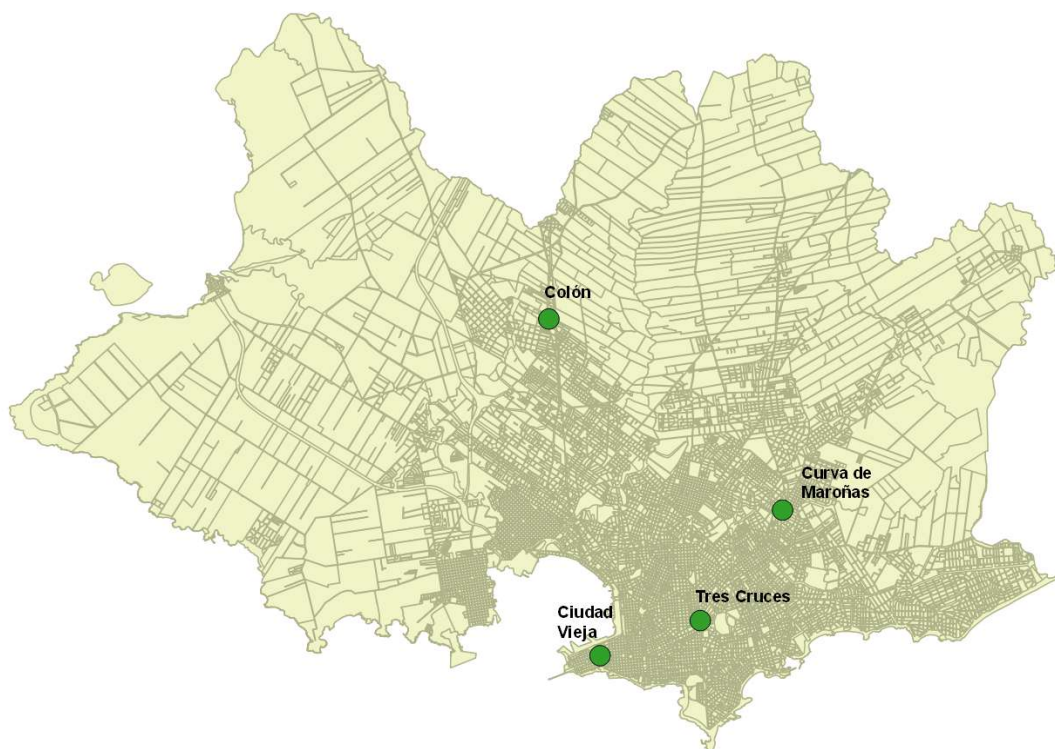 Colón
Curva de
Maroñas
Tres Cruces
Ciudad
Vieja